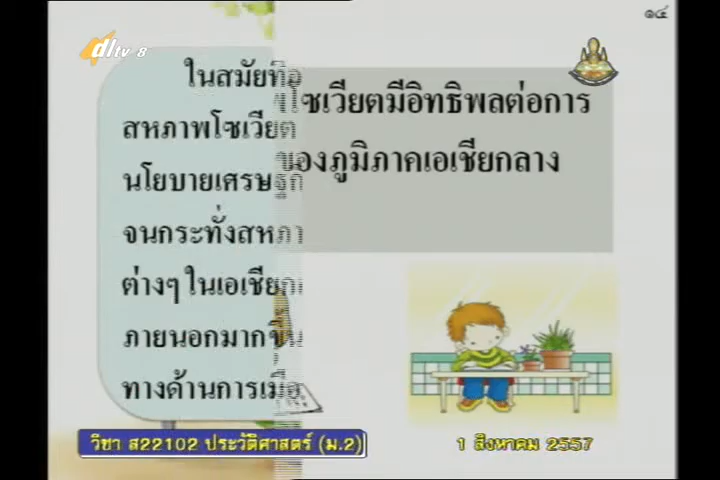 ๑๔
dltv 8
ในสมัยที่อ
สหภาพโซเวียต
นโยบายเศรษฐก
จนกระทั่งสหภา
ต่างๆ ในเอเชียก
ภายนอกมากขึ้น
ทางด้านการเมือ
โซเวียตมีอิทธิพลต่อการ
ของภูมิภาคเอเชียกลาง
วิชา ส22102 ประวัติศาสตร์ (ม.2)
1 สิงหาคม 2557